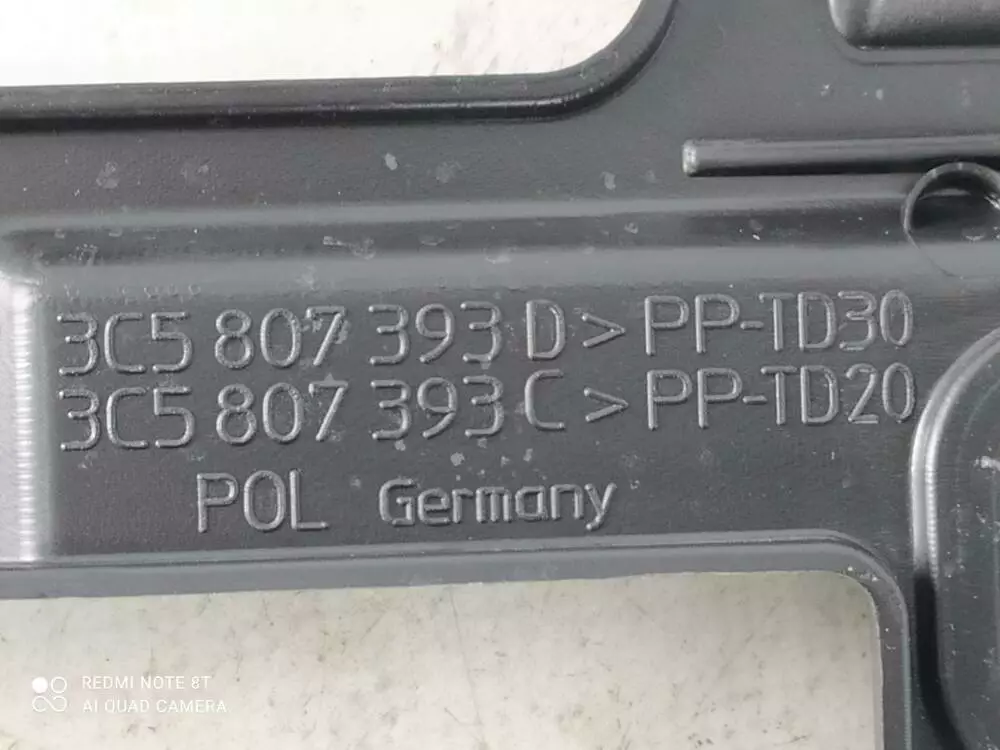 3C5 807 393 D > PP-TD30
3C5 807 393 C > PP-TD20
POL Germany
REDMI NOTE 8T
AI QUAD CAMERA